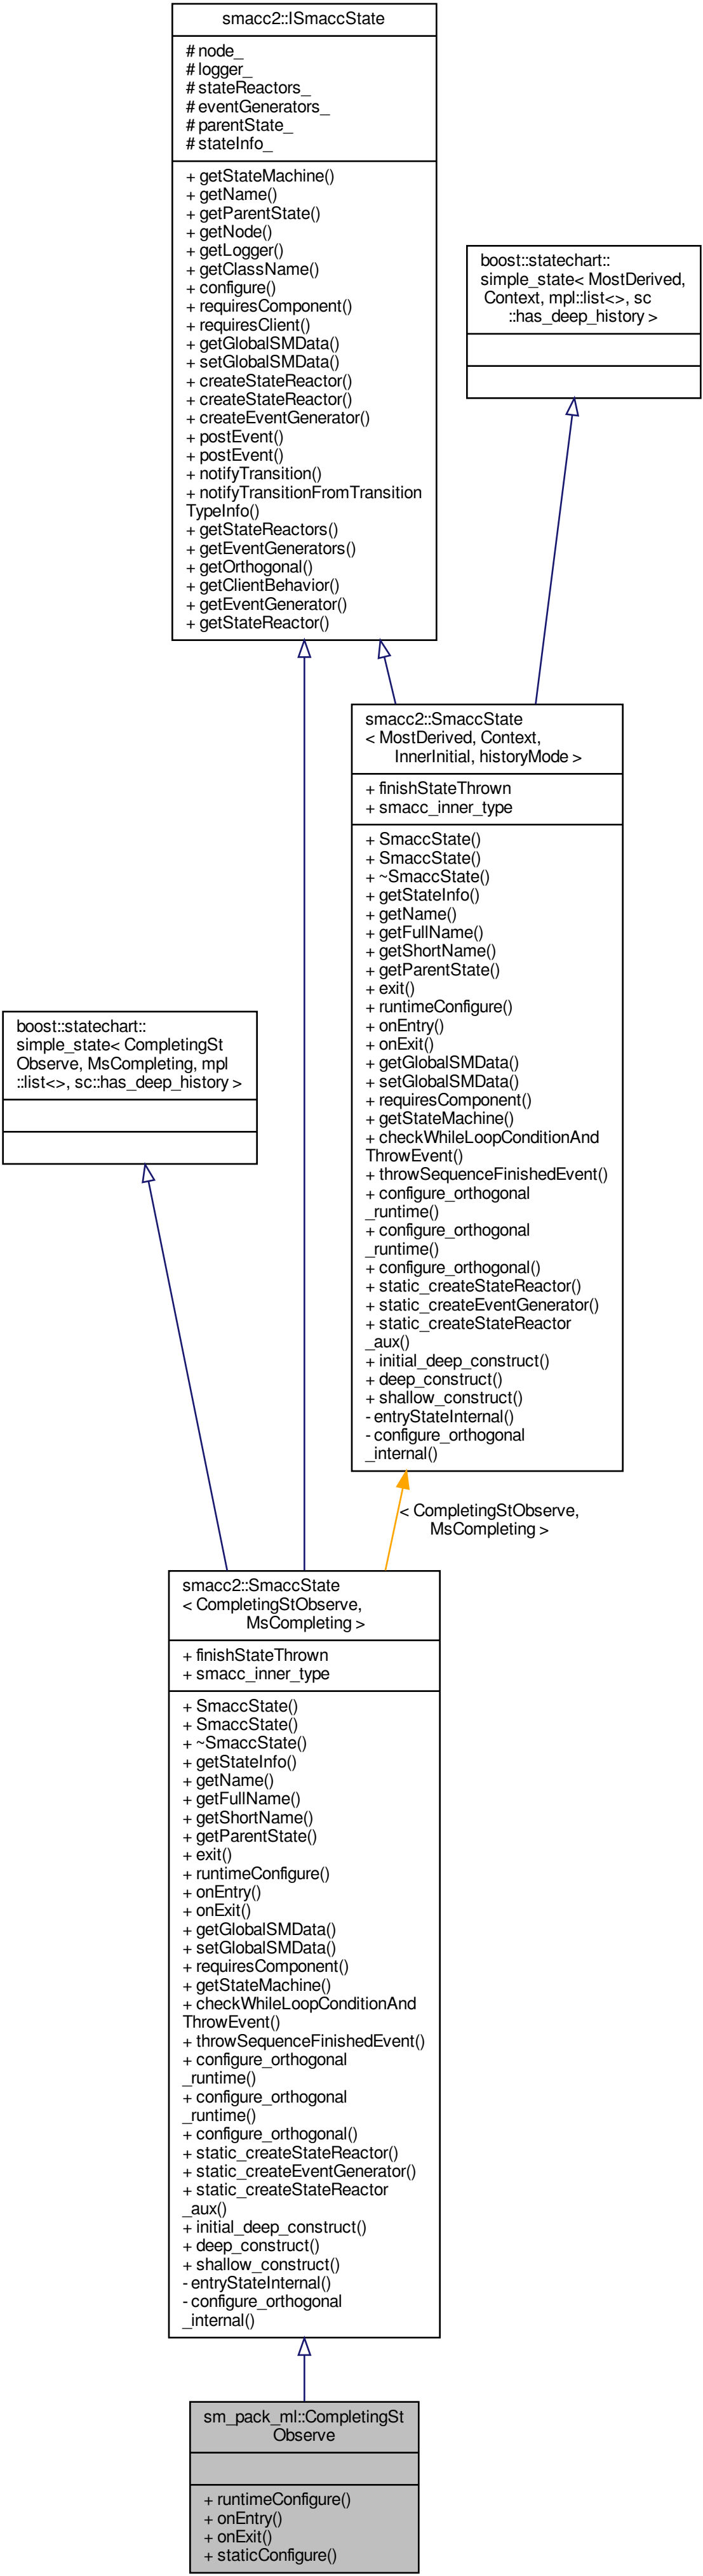 smacc2::ISmaccState
# node_
# logger_
# stateReactors_
# eventGenerators_
# parentState_
# stateInfo_
+ getStateMachine()
+ getName()
+ getParentState()
+ getNode()
+ getLogger()
+ getClassName()
+ configure()
+ requiresComponent()
+ requiresClient()
+ getGlobalSMData()
+ setGlobalSMData()
+ createStateReactor()
+ createStateReactor()
+ createEventGenerator()
+ postEvent()
+ postEvent()
+ notifyTransition()
+ notifyTransitionFromTransition
TypeInfo()
+ getStateReactors()
+ getEventGenerators()
+ getOrthogonal()
+ getClientBehavior()
+ getEventGenerator()
+ getStateReactor()
boost::statechart::
simple_state< MostDerived,
Context, mpl::list<>, sc
::has_deep_history >
smacc2::SmaccState
< MostDerived, Context,
InnerInitial, historyMode >
+ finishStateThrown
+ smacc_inner_type
+ SmaccState()
+ SmaccState()
+ ~SmaccState()
+ getStateInfo()
+ getName()
+ getFullName()
+ getShortName()
+ getParentState()
+ exit()
+ runtimeConfigure()
+ onEntry()
+ onExit()
+ getGlobalSMData()
+ setGlobalSMData()
+ requiresComponent()
+ getStateMachine()
+ checkWhileLoopConditionAnd
ThrowEvent()
+ throwSequenceFinishedEvent()
+ configure_orthogonal
_runtime()
+ configure_orthogonal
_runtime()
+ configure_orthogonal()
+ static_createStateReactor()
+ static_createEventGenerator()
+ static_createStateReactor
_aux()
+ initial_deep_construct()
+ deep_construct()
+ shallow_construct()
- entryStateInternal()
- configure_orthogonal
_internal()
boost::statechart::
simple_state< CompletingSt
Observe, MsCompleting, mpl
::list<>, sc::has_deep_history >
< CompletingStObserve,
MsCompleting >
smacc2::SmaccState
< CompletingStObserve,
MsCompleting >
+ finishStateThrown
+ smacc_inner_type
+ SmaccState()
+ SmaccState()
+ ~SmaccState()
+ getStateInfo()
+ getName()
+ getFullName()
+ getShortName()
+ getParentState()
+ exit()
+ runtimeConfigure()
+ onEntry()
+ onExit()
+ getGlobalSMData()
+ setGlobalSMData()
+ requiresComponent()
+ getStateMachine()
+ checkWhileLoopConditionAnd
ThrowEvent()
+ throwSequenceFinishedEvent()
+ configure_orthogonal
_runtime()
+ configure_orthogonal
_runtime()
+ configure_orthogonal()
+ static_createStateReactor()
+ static_createEventGenerator()
+ static_createStateReactor
_aux()
+ initial_deep_construct()
+ deep_construct()
+ shallow_construct()
- entryStateInternal()
- configure_orthogonal
_internal()
sm_pack_ml::CompletingSt
Observe
+ runtimeConfigure()
+ onEntry()
+ onExit()
+ staticConfigure()